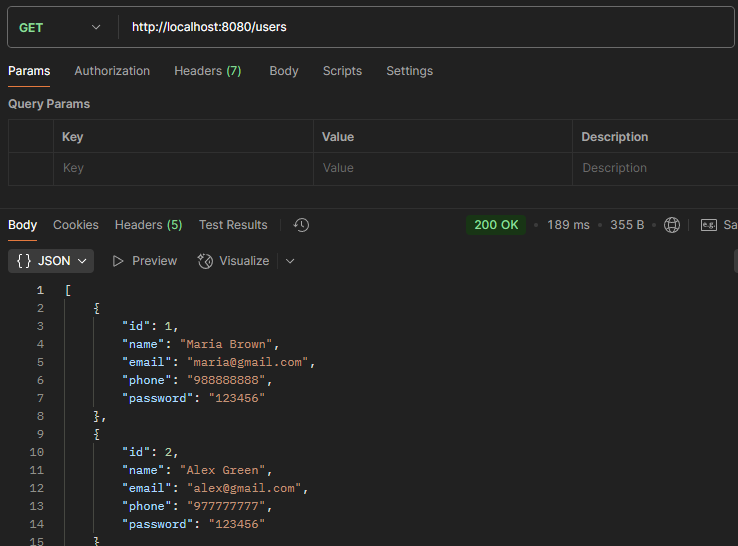 GET http://localhost:8080/users
Params Authorization Headers (7) Body Scripts Settings
Query Params
Key Value Description
Key Value Description
Body Cookies Headers (5) Test Results 200 OK • 189 ms • 355 B • e.g. Sa
{} JSON Preview Visualize
1 [
2 {
3 "id": 1,
4 "name": "Maria Brown",
5 "email": "maria@gmail.com",
6 "phone": "988888888",
7 "password": "123456"
8 },
9 {
10 "id": 2,
11 "name": "Alex Green",
12 "email": "alex@gmail.com",
13 "phone": "977777777",
14 "password": "123456"
15 }